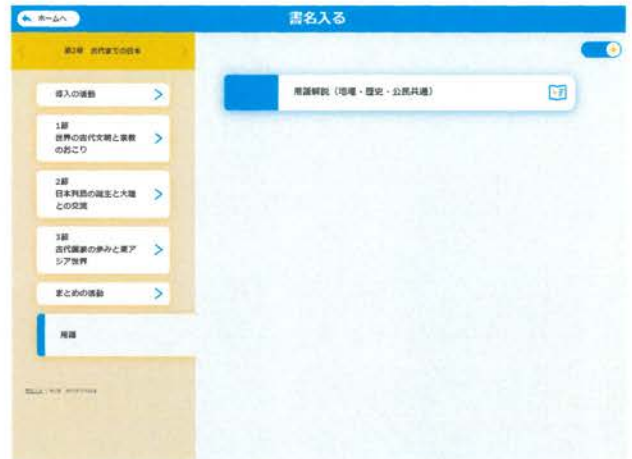 ホームへ
書名入る
第2章 古代までの日本
導入の活動
用語解説（地理・歴史・公民共通）
1節
世界の古代文明と宗教
のおこり
2節
日本列島の誕生と大陸
との交流
3節
古代国家の歩みと東ア
ジア世界
まとめの活動
用語